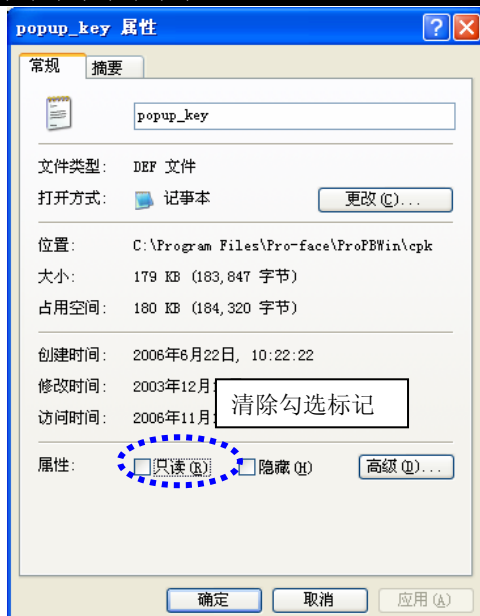 popup_key 属性
常规 摘要
popup_key
文件类型: DEF 文件
打开方式: 记事本 更改(C)...
位置: C:\Program Files\Pro-face\ProPBWin\cpk
大小: 179 KB (183,847 字节)
占用空间: 180 KB (184,320 字节)
创建时间: 2006年6月22日, 10:22:22
修改时间: 2003年12月
访问时间: 2006年11月
清除勾选标记
属性: 只读(R) 隐藏(H) 高级(D)...
确定 取消 应用(A)